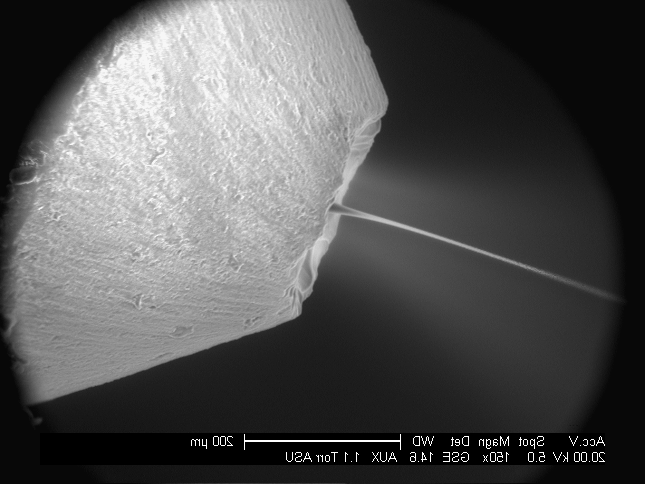 Acc.V Spot Magn Det WD 200 µm
20.00 kV 5.0 150x GSE 14.6 AUX 1.1 Torr ASU